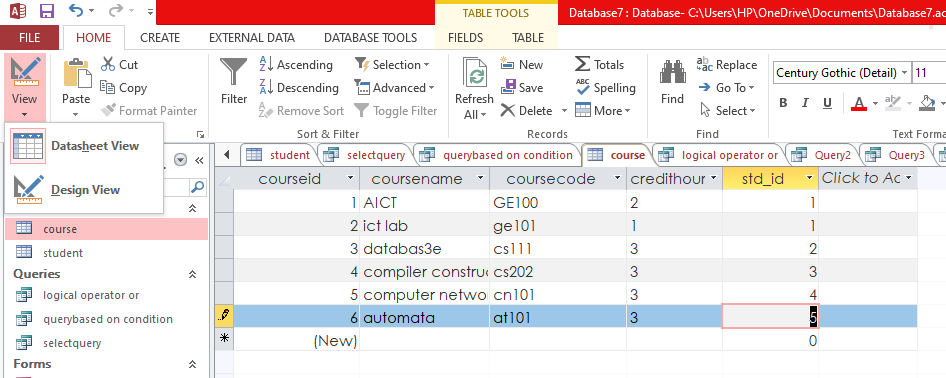 TABLE TOOLS
Database7 : Database- C:\Users\HP\OneDrive\Documents\Database7.ac
FILE HOME CREATE EXTERNAL DATA DATABASE TOOLS FIELDS TABLE
View
Paste
Cut
Copy
Format Painter
Filter
Ascending
Descending
Remove Sort
Selection
Advanced
Toggle Filter
Sort & Filter
Refresh
All
New
Save
Delete
Totals
Spelling
More
Records
Find
Replace
Go To
Select
Find
Century Gothic (Detail) 11
B I U A
Text Forma
Datasheet View
Design View
course
student
Queries
logical operator or
querybased on condition
selectquery
Forms
student selectquery querybased on condition course logical operator or Query2 Query3
courseid coursename coursecode credithour std_id Click to Ac
1 AICT GE100 2 1
2 ict lab ge101 1 1
3 databas3e cs111 3 2
4 compiler construc cs202 3 3
5 computer netwo cn101 3 4
6 automata at101 3 5
(New) 0